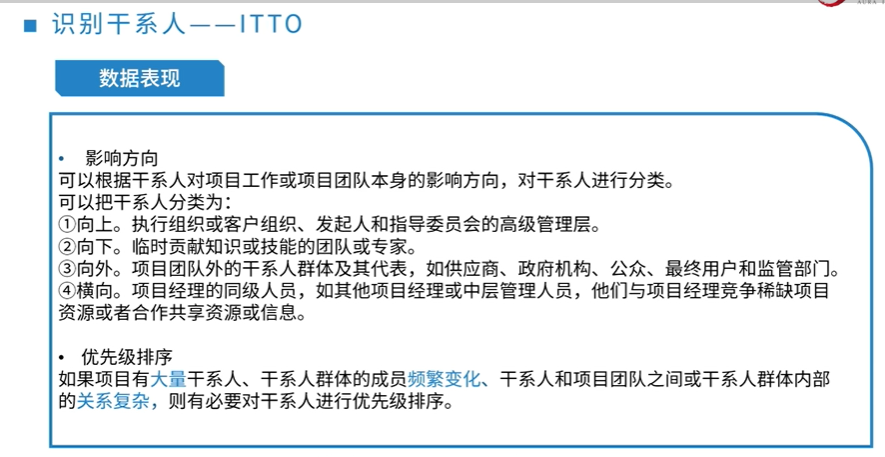 ■ 识别干系人——ITTO
数据表现
• 影响方向
可以根据干系人对项目工作或项目团队本身的影响方向，对干系人进行分类。
可以把干系人分类为：
①向上。执行组织或客户组织、发起人和指导委员会的高级管理层。
②向下。临时贡献知识或技能的团队或专家。
③向外。项目团队外的干系人群体及其代表，如供应商、政府机构、公众、最终用户和监管部门。
④横向。项目经理的同级人员，如其他项目经理或中层管理人员，他们与项目经理竞争稀缺项目
资源或者合作共享资源或信息。
• 优先级排序
如果项目有大量干系人、干系人群体的成员频繁变化、干系人和项目团队之间或干系人群体内部
的关系复杂，则有必要对干系人进行优先级排序。